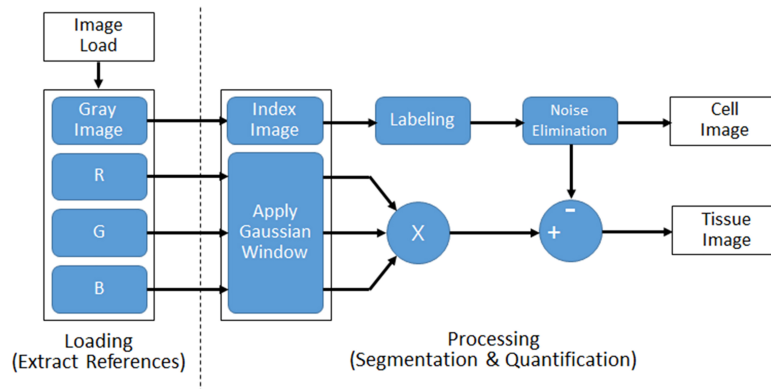 Image
Load
Gray
Image
Index
Image
Labeling
Noise
Elimination
Cell
Image
R
G
B
Apply
Gaussian
Window
X
-
+
Tissue
Image
Loading
(Extract References)
Processing
(Segmentation & Quantification)